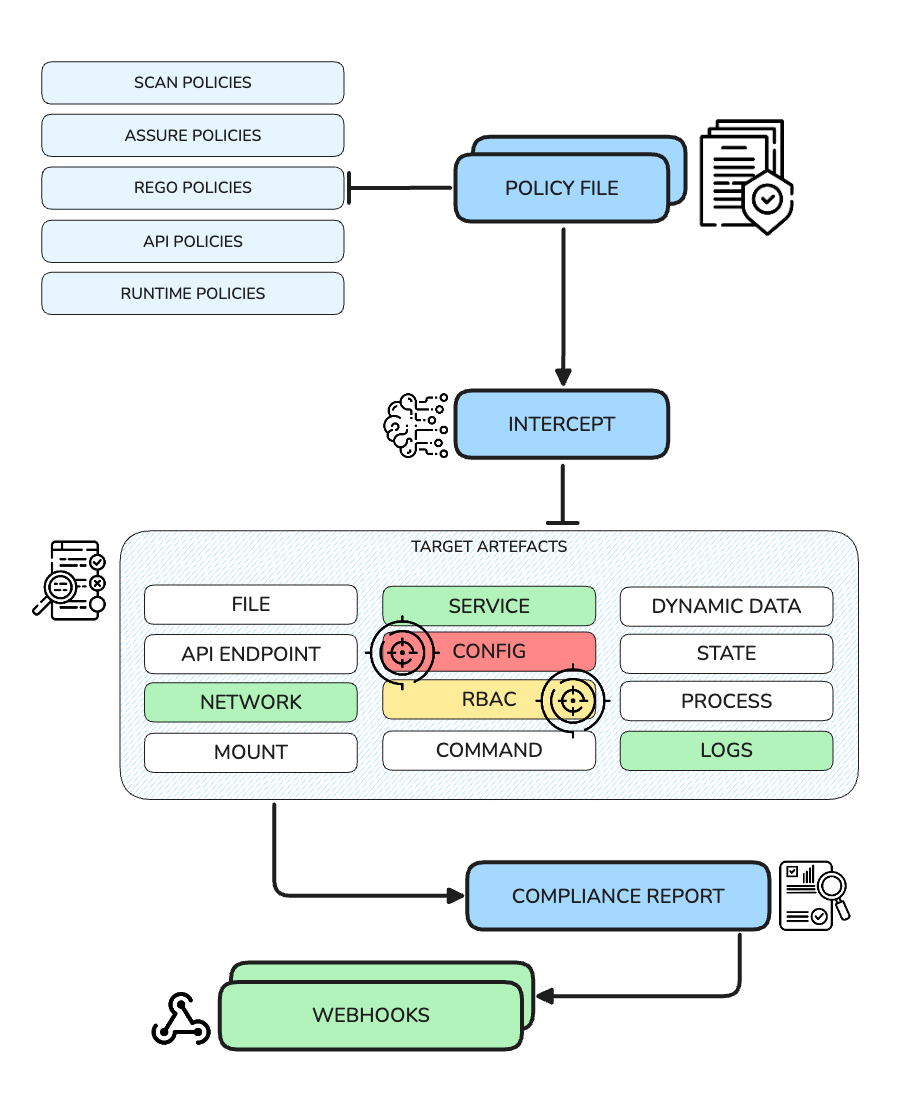 SCAN POLICIES
ASSURE POLICIES
REGO POLICIES
API POLICIES
RUNTIME POLICIES
POLICY FILE
INTERCEPT
TARGET ARTEFACTS
FILE
SERVICE
DYNAMIC DATA
API ENDPOINT
CONFIG
STATE
NETWORK
RBAC
PROCESS
MOUNT
COMMAND
LOGS
COMPLIANCE REPORT
WEBHOOKS